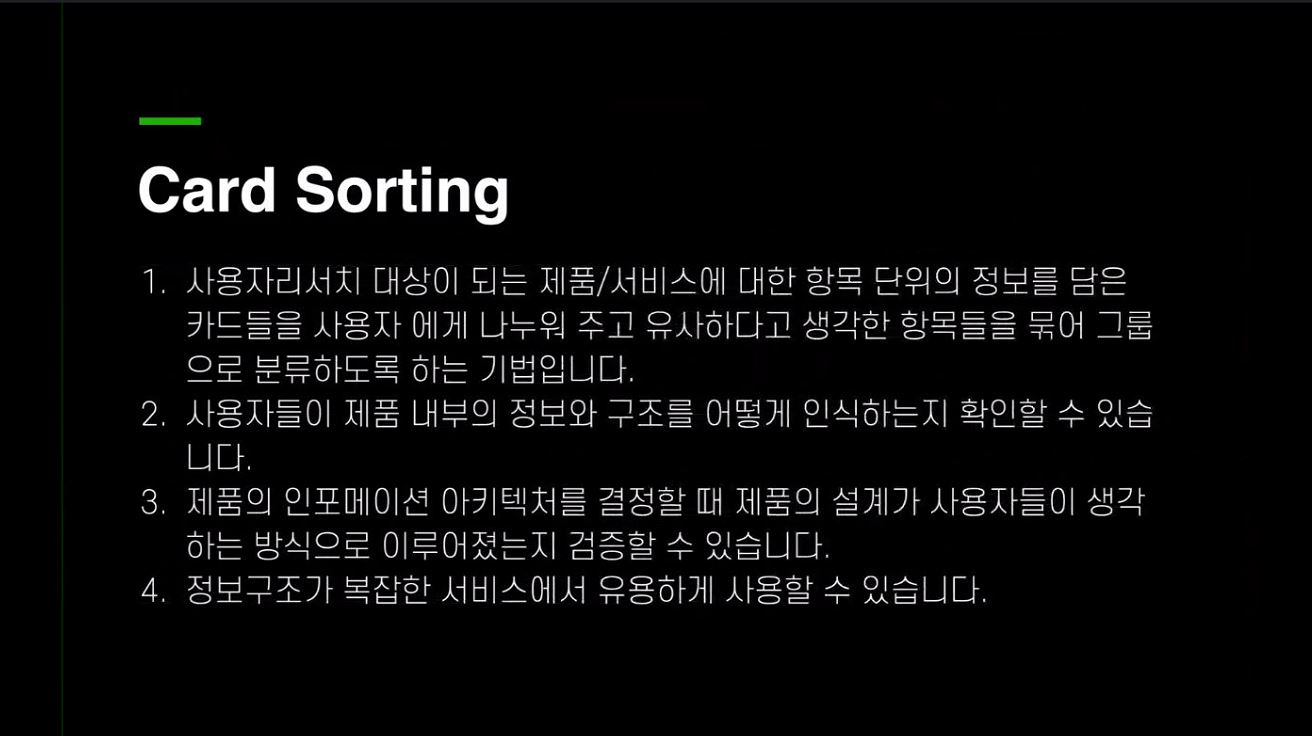 Card Sorting
1. 사용자리서치 대상이 되는 제품/서비스에 대한 항목 단위의 정보를 담은
카드들을 사용자 에게 나누워 주고 유사하다고 생각한 항목들을 묶어 그룹
으로 분류하도록 하는 기법입니다.
2. 사용자들이 제품 내부의 정보와 구조를 어떻게 인식하는지 확인할 수 있습
니다.
3. 제품의 인포메이션 아키텍처를 결정할 때 제품의 설계가 사용자들이 생각
하는 방식으로 이루어졌는지 검증할 수 있습니다.
4. 정보구조가 복잡한 서비스에서 유용하게 사용할 수 있습니다.